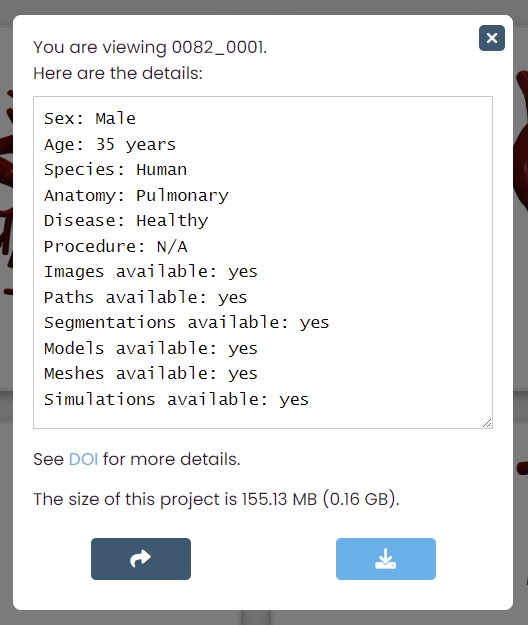 You are viewing 0082_0001.
Here are the details:
Sex: Male
Age: 35 years
Species: Human
Anatomy: Pulmonary
Disease: Healthy
Procedure: N/A
Images available: yes
Paths available: yes
Segmentations available: yes
Models available: yes
Meshes available: yes
Simulations available: yes
See DOI for more details.
The size of this project is 155.13 MB (0.16 GB).